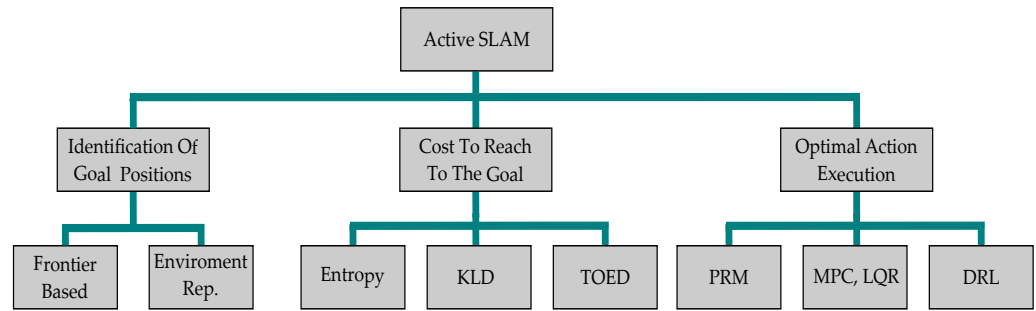 Active SLAM
Identification Of
Goal Positions
Cost To Reach
To The Goal
Optimal Action
Execution
Frontier
Based
Enviroment
Rep.
Entropy
KLD
TOED
PRM
MPC, LQR
DRL